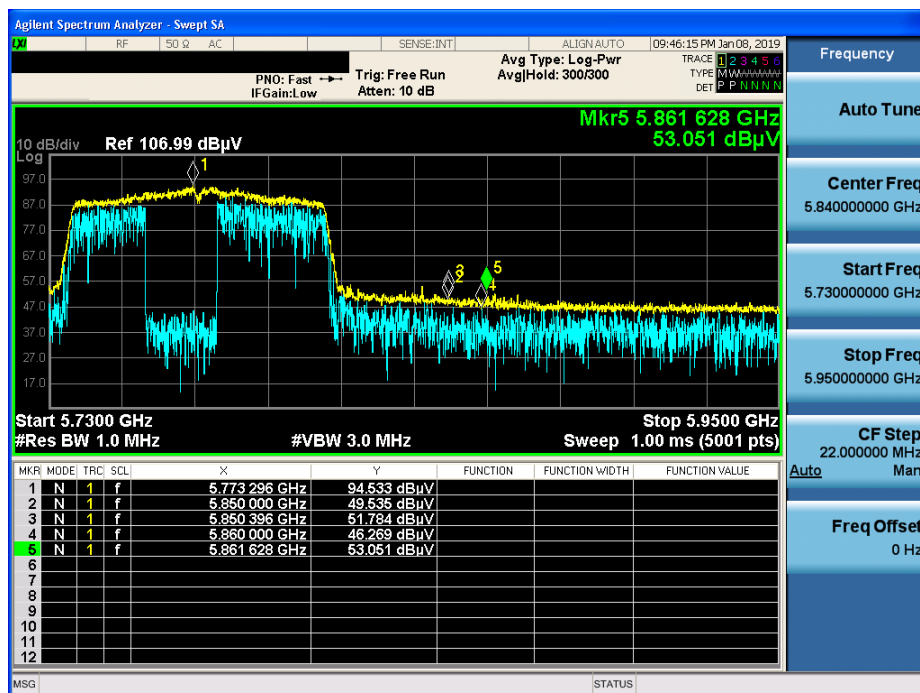 Agilent Spectrum Analyzer - Swept SA
LXI RF 50 Ω AC SENSE:INT ALIGN AUTO 09:46:15 PM Jan 08, 2019
Frequency
PNO: Fast Trig: Free Run Avg Type: Log-Pwr TRACE 1 2 3 4 5 6
IFGain:Low Atten: 10 dB Avg|Hold: 300/300 TYPE M W
DET P P N N N N
Auto Tune
Mkr5 5.861 628 GHz
53.051 dBµV
10 dB/div Ref 106.99 dBµV
Log
97.0
87.0
77.0
67.0
57.0
47.0
37.0
27.0
17.0
1
3
2
5
4
Center Freq
5.840000000 GHz
Start Freq
5.730000000 GHz
Stop Freq
5.950000000 GHz
Start 5.7300 GHz Stop 5.9500 GHz
#Res BW 1.0 MHz #VBW 3.0 MHz Sweep 1.00 ms (5001 pts)
CF Step
22.000000 MHz
Auto Man
Freq Offset
0 Hz
MKR MODE TRC SCL X Y FUNCTION FUNCTION WIDTH FUNCTION VALUE
1 N 1 f 5.773 296 GHz 94.533 dBµV
2 N 1 f 5.850 000 GHz 49.535 dBµV
3 N 1 f 5.850 396 GHz 51.784 dBµV
4 N 1 f 5.860 000 GHz 46.269 dBµV
5 N 1 f 5.861 628 GHz 53.051 dBµV
6
7
8
9
10
11
12
MSG STATUS